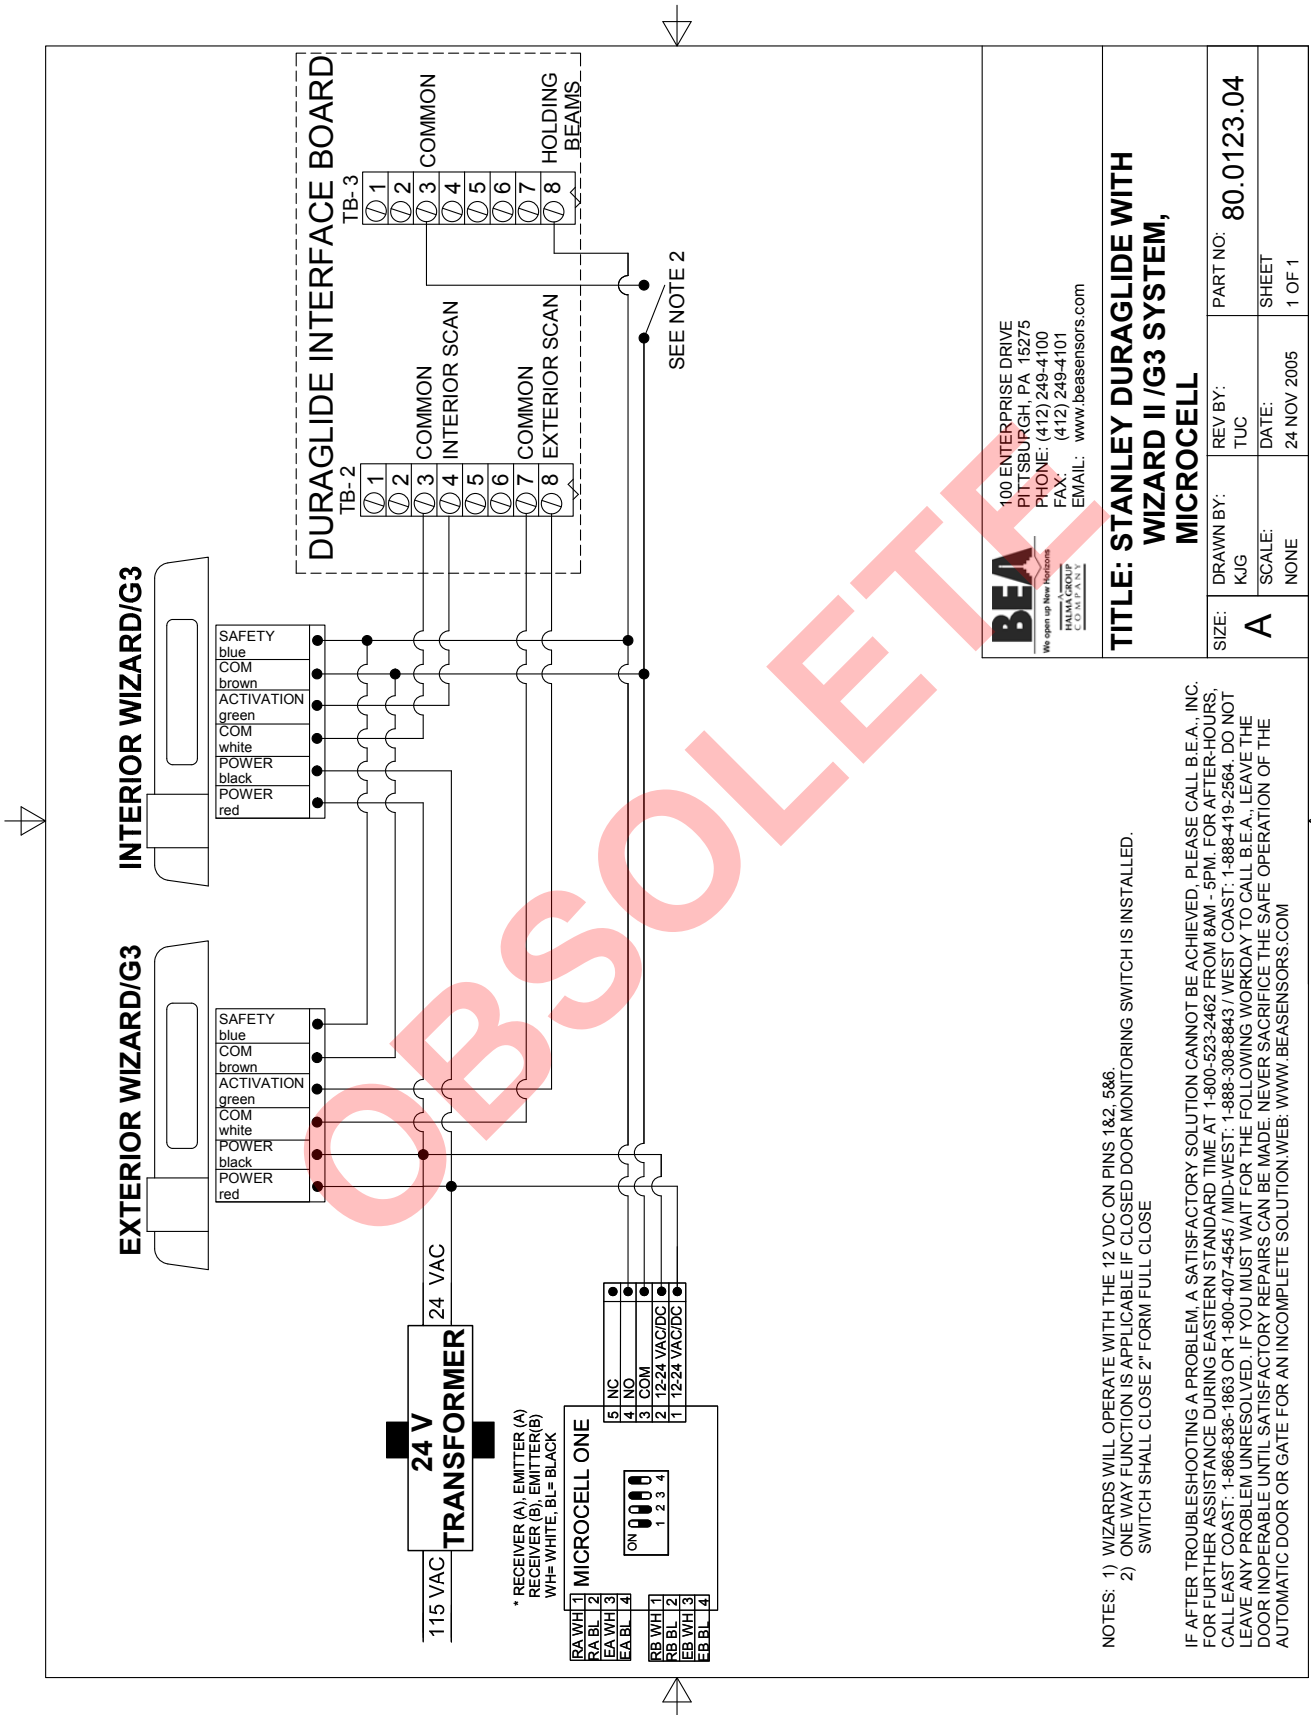 EXTERIOR WIZARD/G3
SAFETY
blue
COM
brown
ACTIVATION
green
COM
white
POWER
black
POWER
red
INTERIOR WIZARD/G3
SAFETY
blue
COM
brown
ACTIVATION
green
COM
white
POWER
black
POWER
red
DURAGLIDE INTERFACE BOARD
TB-2
1
2
3 COMMON
4 INTERIOR SCAN
5
6
7 COMMON
8 EXTERIOR SCAN
TB-3
1
2
3 COMMON
4
5
6
7
8 HOLDING
BEAMS
SEE NOTE 2
115 VAC
24 V
TRANSFORMER
24 VAC
* RECEIVER (A), EMITTER (A)
RECEIVER (B), EMITTER(B)
WH= WHITE, BL= BLACK
MICROCELL ONE
RA WH 1
RA BL 2
EA WH 3
EA BL 4
RB WH 1
RB BL 2
EB WH 3
EB BL 4
ON
1 2 3 4
5 NC
4 NO
3 COM
2 12-24 VAC/DC
1 12-24 VAC/DC
OBSOLETE
NOTES: 1) WIZARDS WILL OPERATE WITH THE 12 VDC ON PINS 1&2, 5&6.
2) ONE WAY FUNCTION IS APPLICABLE IF CLOSED DOOR MONITORING SWITCH IS INSTALLED.
SWITCH SHALL CLOSE 2" FORM FULL CLOSE
IF AFTER TROUBLESHOOTING A PROBLEM, A SATISFACTORY SOLUTION CANNOT BE ACHIEVED, PLEASE CALL B.E.A., INC.
FOR FURTHER ASSISTANCE DURING EASTERN STANDARD TIME AT 1-800-523-2462 FROM 8AM - 5PM. FOR AFTER-HOURS,
CALL EAST COAST: 1-866-836-1863 OR 1-800-407-4545 / MID-WEST: 1-888-308-8843 / WEST COAST: 1-888-419-2564. DO NOT
LEAVE ANY PROBLEM UNRESOLVED. IF YOU MUST WAIT FOR THE FOLLOWING WORKDAY TO CALL B.E.A., LEAVE THE
DOOR INOPERABLE UNTIL SATISFACTORY REPAIRS CAN BE MADE. NEVER SACRIFICE THE SAFE OPERATION OF THE
AUTOMATIC DOOR OR GATE FOR AN INCOMPLETE SOLUTION.WEB: WWW.BEASENSORS.COM
BEA
We open up New Horizons
A
HALMA GROUP
COMPANY
100 ENTERPRISE DRIVE
PITTSBURGH, PA 15275
PHONE: (412) 249-4100
FAX: (412) 249-4101
EMAIL: www.beasensors.com
TITLE: STANLEY DURAGLIDE WITH
WIZARD II /G3 SYSTEM,
MICROCELL
SIZE:
A
DRAWN BY:
KJG
REV BY:
TUC
PART NO:
80.0123.04
SCALE:
NONE
DATE:
24 NOV 2005
SHEET
1 OF 1